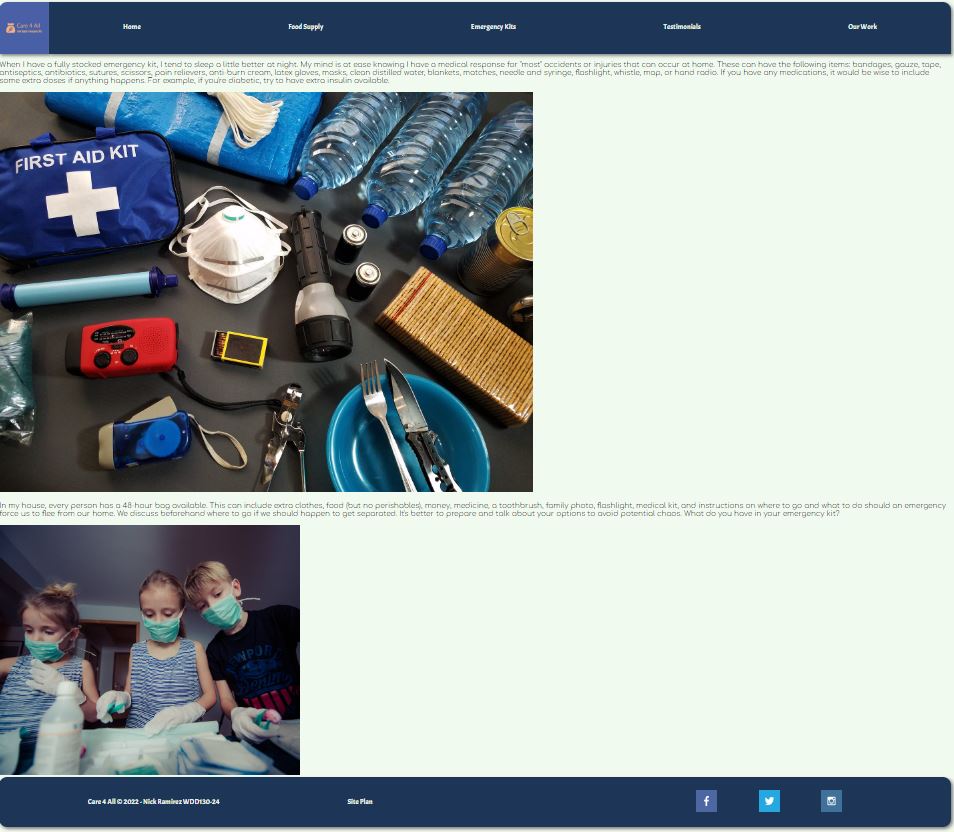 Care 4 All
Home Food Supply Emergency Kits Testimonials Our Work
When I have a fully stocked emergency kit, I tend to sleep a little better at night. My mind is at ease knowing I have a medical response for "most" accidents or injuries that can occur at home. These can have the following items: bandages, gauze, tape,
antiseptics, antibiotics, sutures, scissors, pain relievers, anti burn cream, latex gloves, masks, clean distilled water, blankets, matches, needle and syringe, flashlight, whistle, map, or hand radio. If you have any medications, it would be wise to include
some extra doses if anything happens. For example, if you're diabetic, try to have extra insulin available.
FIRST AID KIT
In my house, every person has a 48-hour bag available. This can include extra clothes, food (but no perishables), money, medicine, a toothbrush, family photo, flashlight, medical kit, and instructions on where to go and what to do should an emergency
force us to flee from our home. We discuss beforehand where to go if we should happen to get separated. It's better to prepare and talk about your options to avoid potential chaos. What do you have in your emergency kit?
NEWPORT
Care 4 All © 2022 - Nick Ramirez WDD130-24 Site Plan